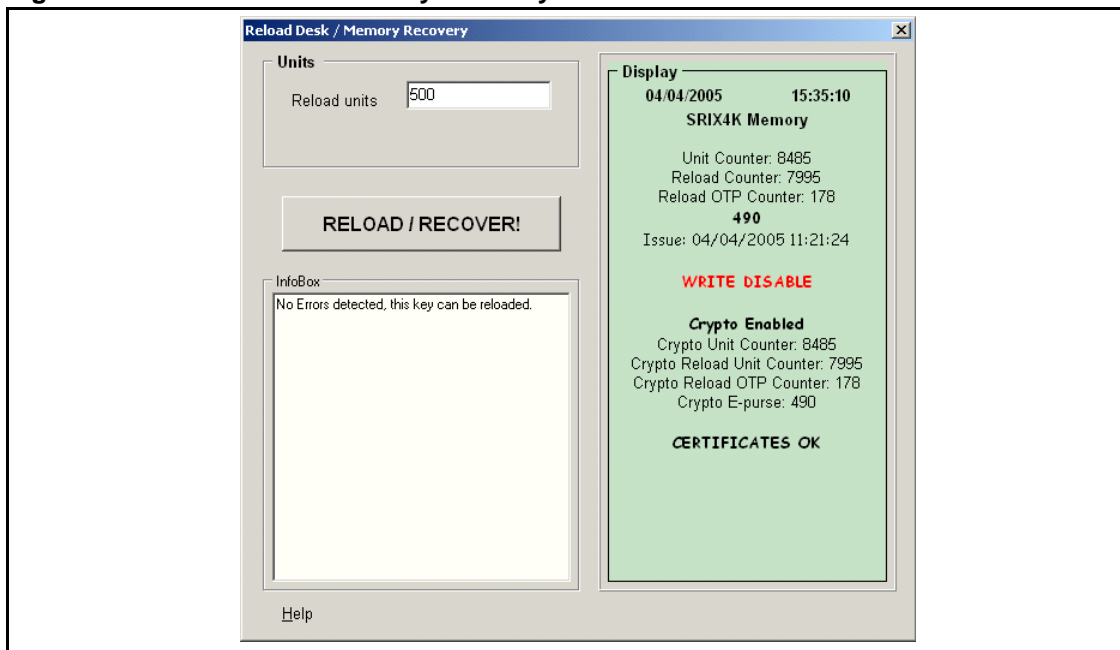 Reload Desk / Memory Recovery
Units
Reload units 500
RELOAD / RECOVER!
InfoBox
No Errors detected, this key can be reloaded.
Help
Display
04/04/2005 15:35:10
SRIX4K Memory
Unit Counter: 8485
Reload Counter: 7995
Reload OTP Counter: 178
490
Issue: 04/04/2005 11:21:24
WRITE DISABLE
Crypto Enabled
Crypto Unit Counter: 8485
Crypto Reload Unit Counter: 7995
Crypto Reload OTP Counter: 178
Crypto E-purse: 490
CERTIFICATES OK